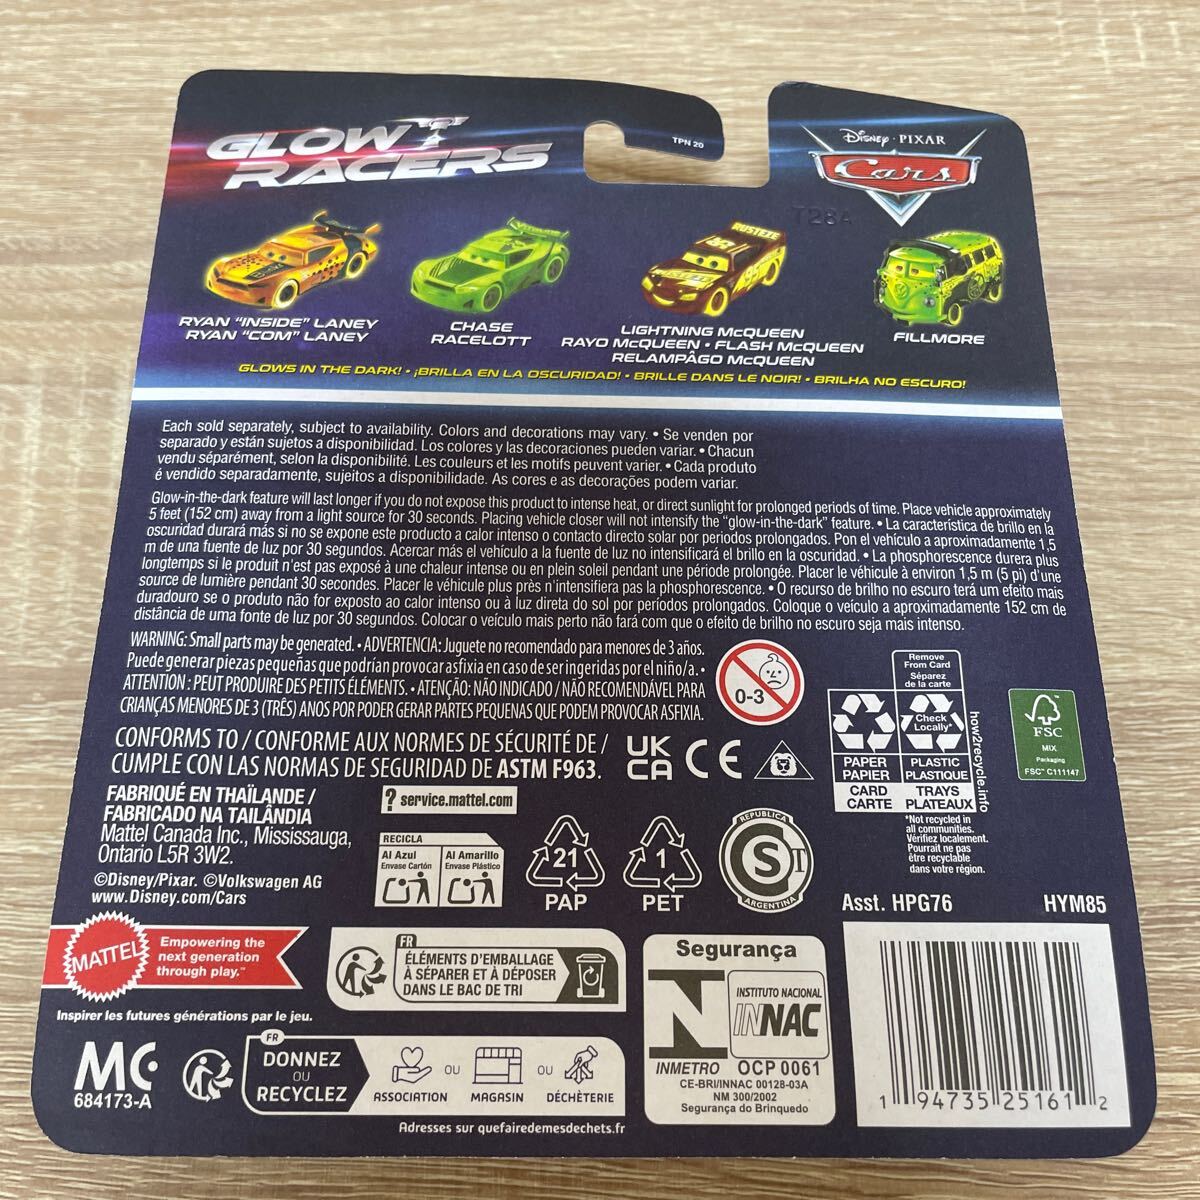 GLOW RACERS
TPN 20
Disney · PIXAR
Cars
T28A
RUSTEZE
95
RYAN "INSIDE" LANEY
RYAN "COM" LANEY
CHASE
RACELOTT
LIGHTNING McQUEEN
RAYO McQUEEN • FLASH McQUEEN
RELAMPÂGO McQUEEN
FILLMORE
GLOWS IN THE DARK! • ¡BRILLA EN LA OSCURIDAD! • BRILLE DANS LE NOIR! • BRILHA NO ESCURO!
Each sold separately, subject to availability. Colors and decorations may vary. • Se venden por
separado y están sujetos a disponibilidad. Los colores y las decoraciones pueden variar. • Chacun
vendu séparément, selon la disponibilité. Les couleurs et les motifs peuvent varier. • Cada produto
é vendido separadamente, sujeitos a disponibilidade. As cores e as decorações podem variar.
Glow-in-the-dark feature will last longer if you do not expose this product to intense heat, or direct sunlight for prolonged periods of time. Place vehicle approximately
5 feet (152 cm) away from a light source for 30 seconds. Placing vehicle closer will not intensify the "glow-in-the-dark" feature. • La característica de brillo en la
oscuridad durará más si no se expone este producto a calor intenso o contacto directo solar por periodos prolongados. Pon el vehículo a aproximadamente 1,5
m de una fuente de luz por 30 segundos. Acercar más el vehículo a la fuente de luz no intensificará el brillo en la oscuridad. • La phosphorescence durera plus
longtemps si le produit n'est pas exposé à une chaleur intense ou en plein soleil pendant une période prolongée. Placer le véhicule à environ 1,5 m (5 pi) d'une
source de lumière pendant 30 secondes. Placer le véhicule plus près n'intensifiera pas la phosphorescence. • O recurso de brilho no escuro terá um efeito mais
duradouro se o produto não for exposto ao calor intenso ou à luz direta do sol por períodos prolongados. Coloque o veículo a aproximadamente 152 cm de
distância de uma fonte de luz por 30 segundos. Colocar o veículo mais perto não fará com que o efeito de brilho no escuro seja mais intenso.
WARNING: Small parts may be generated. • ADVERTENCIA: Juguete no recomendado para menores de 3 años.
Puede generar piezas pequeñas que podrían provocar asfixia en caso de ser ingeridas por el niño/a. •
ATTENTION : PEUT PRODUIRE DES PETITS ÉLÉMENTS. • ATENÇÃO: NÃO INDICADO / NÃO RECOMENDÁVEL PARA
CRIANÇAS MENORES DE 3 (TRÊS) ANOS POR PODER GERAR PARTES PEQUENAS QUE PODEM PROVOCAR ASFIXIA.
0-3
CONFORMS TO / CONFORME AUX NORMES DE SÉCURITÉ DE /
CUMPLE CON LAS NORMAS DE SEGURIDAD DE ASTM F963.
UK
CA
CE
Remove
From Card
Séparez
de la carte
Check
Locally*
PAPER
PAPIER
PLASTIC
PLASTIQUE
CARD
CARTE
TRAYS
PLATEAUX
how2recycle.info
*Not recycled in
all communities.
Vérifiez localement.
Pourrait ne pas
être recyclable
dans votre région.
FSC
MIX
Packaging
FSC™ C111147
FABRIQUÉ EN THAÏLANDE /
FABRICADO NA TAILÂNDIA
Mattel Canada Inc., Mississauga,
Ontario L5R 3W2.
©Disney/Pixar. ©Volkswagen AG
www.Disney.com/Cars
? service.mattel.com
RECICLA
Al Azul
Envase Cartón
Al Amarillo
Envase Plástico
21
PAP
1
PET
REPUBLICA
S
T
ARGENTINA
Asst. HPG76
HYM85
MATTEL
Empowering the
next generation
through play.™
Inspirer les futures générations par le jeu.
MC
684173-A
FR
ÉLÉMENTS D'EMBALLAGE
À SÉPARER ET À DÉPOSER
DANS LE BAC DE TRI
FR
DONNEZ
OU
RECYCLEZ
ASSOCIATION
OU
MAGASIN
OU
DÉCHÈTERIE
Adresses sur quefairedemesdechets.fr
Segurança
INSTITUTO NACIONAL
INNAC
INMETRO
OCP 0061
CE-BRI/INNAC 00128-03A
NM 300/2002
Segurança do Brinquedo
1 94735 25161 2